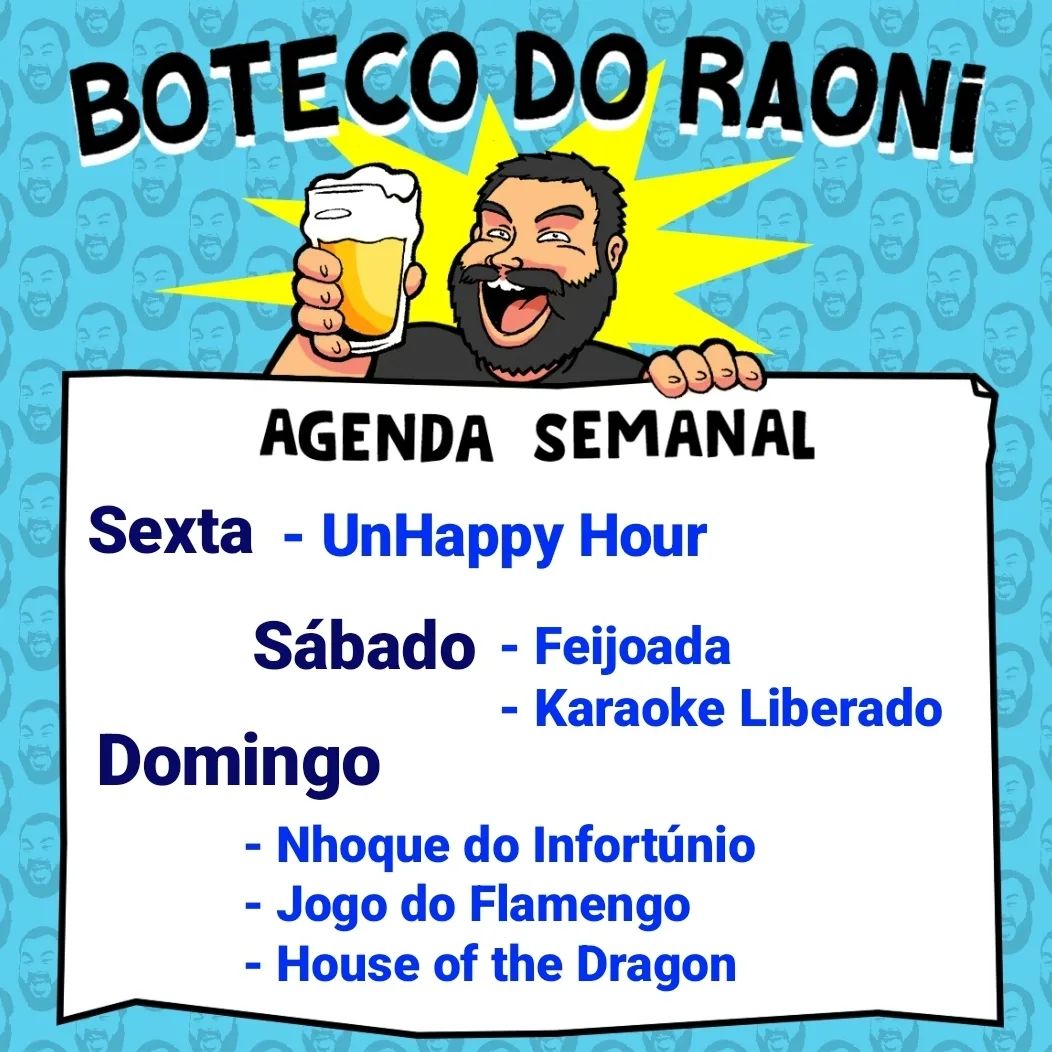 BOTECO DO RAONi
AGENDA SEMANAL
Sexta - UnHappy Hour
Sábado - Feijoada
- Karaoke Liberado
Domingo
- Nhoque do Infortúnio
- Jogo do Flamengo
- House of the Dragon